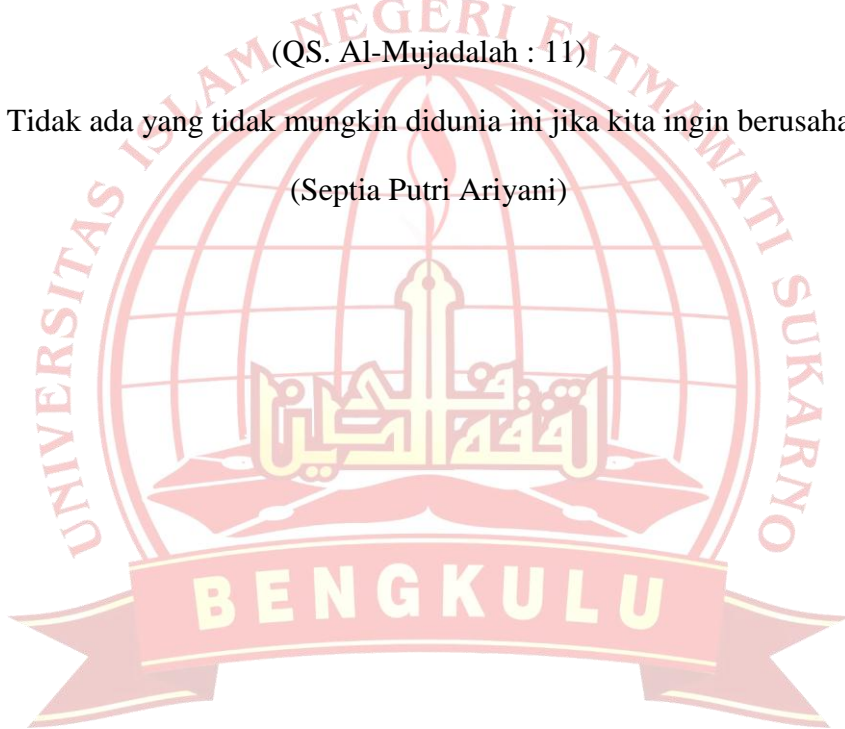 (QS. Al-Mujadalah : 11)
Tidak ada yang tidak mungkin didunia ini jika kita ingin berusaha
(Septia Putri Ariyani)
UNIVERSITAS ISLAM NEGERI FATMAWATI SUKARNO
BENGKULU